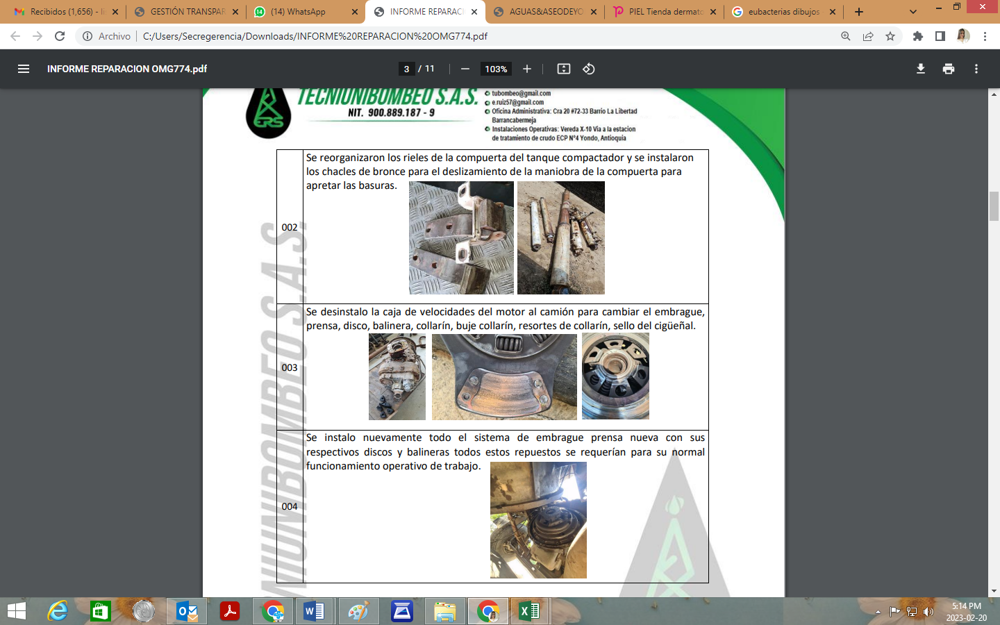 Recibidos (1,656) - li
GESTIÓN TRANSPAR
(14) WhatsApp
INFORME REPARACI
AGUAS&ASEODEYO
PIEL Tienda dermato
eubacterias dibujos
Archivo
C:/Users/Secregerencia/Downloads/INFORME%20REPARACION%20OMG774.pdf
INFORME REPARACION OMG774.pdf
3 / 11
103%
TECNIUNIBOMBEO S.A.S.
NIT. 900.889.187 - 9
ERS
tubombeo@gmail.com
e.ruiz57@gmail.com
Oficina Administrativa: Cra 20 #72-33 Barrio La Libertad
Barrancabermeja
Instalaciones Operativas: Vereda X-10 Via a la estacion
de tratamiento de crudo ECP N°4 Yondo, Antioquia
002
Se reorganizaron los rieles de la compuerta del tanque compactador y se instalaron
los chacles de bronce para el deslizamiento de la maniobra de la compuerta para
apretar las basuras.
003
Se desinstalo la caja de velocidades del motor al camión para cambiar el embrague,
prensa, disco, balinera, collarín, buje collarín, resortes de collarín, sello del cigüeñal.
004
Se instalo nuevamente todo el sistema de embrague prensa nueva con sus
respectivos discos y balineras todos estos repuestos se requerían para su normal
funcionamiento operativo de trabajo.
NIUNIBOMBEO S.A.S.
5:14 PM
2023-02-20